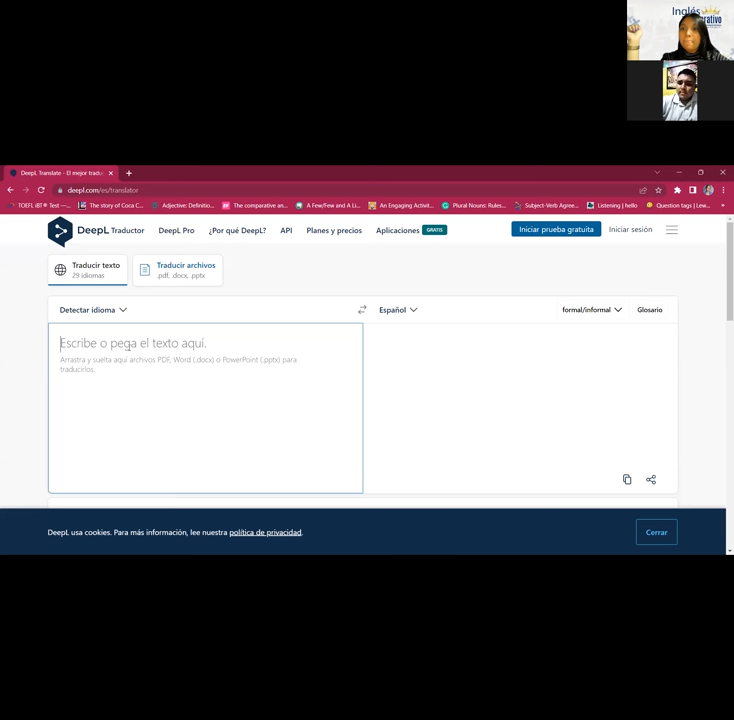 Inglés
DeepL Translate - El mejor traduc
deepl.com/es/translator
TOEFL iBT® Test —...
The story of Coca C...
Adjective: Definitio...
The comparative an...
A Few/Few and A Li...
An Engaging Activit...
Plural Nouns: Rules...
Subject-Verb Agree...
Listening | hello
Question tags | Lew...
DeepL Traductor
DeepL Pro
¿Por qué DeepL?
API
Planes y precios
Aplicaciones GRATIS
Iniciar prueba gratuita
Iniciar sesión
Traducir texto
29 idiomas
Traducir archivos
.pdf, .docx, .pptx
Detectar idioma
Español
formal/informal
Glosario
Escribe o pega el texto aquí.
Arrastra y suelta aquí archivos PDF, Word (.docx) o PowerPoint (.pptx) para
traducirlos.
DeepL usa cookies. Para más información, lee nuestra política de privacidad.
Cerrar